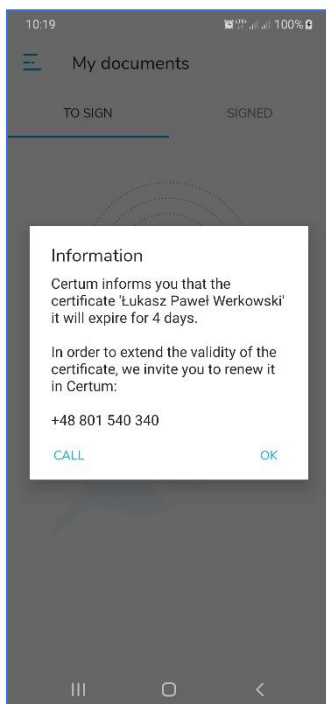 10:19
100%
My documents
TO SIGN
SIGNED
Information
Certum informs you that the
certificate 'Łukasz Paweł Werkowski'
it will expire for 4 days.
In order to extend the validity of the
certificate, we invite you to renew it
in Certum:
+48 801 540 340
CALL
OK